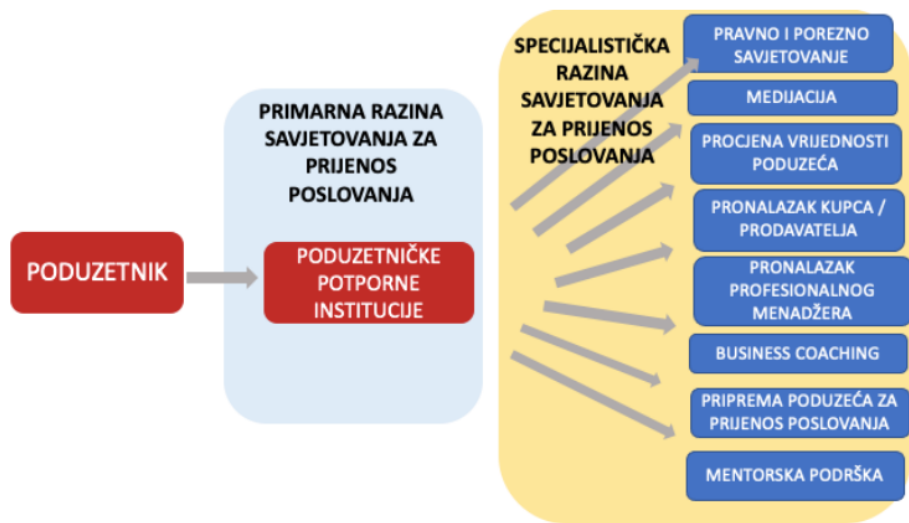 PODUZETNIK
PRIMARNA RAZINA
SAVJETOVANJA ZA
PRIJENOS
POSLOVANJA
PODUZETNIČKE
POTPORNE
INSTITUCIJE
SPECIJALISTIČKA
RAZINA
SAVJETOVANJA
ZA PRIJENOS
POSLOVANJA
PRAVNO I POREZNO
SAVJETOVANJE
MEDIJACIJA
PROCJENA VRIJEDNOSTI
PODUZEĆA
PRONALAZAK KUPCA /
PRODAVATELJA
PRONALAZAK
PROFESIONALNOG
MENADŽERA
BUSINESS COACHING
PRIPREMA PODUZEĆA ZA
PRIJENOS POSLOVANJA
MENTORSKA PODRŠKA